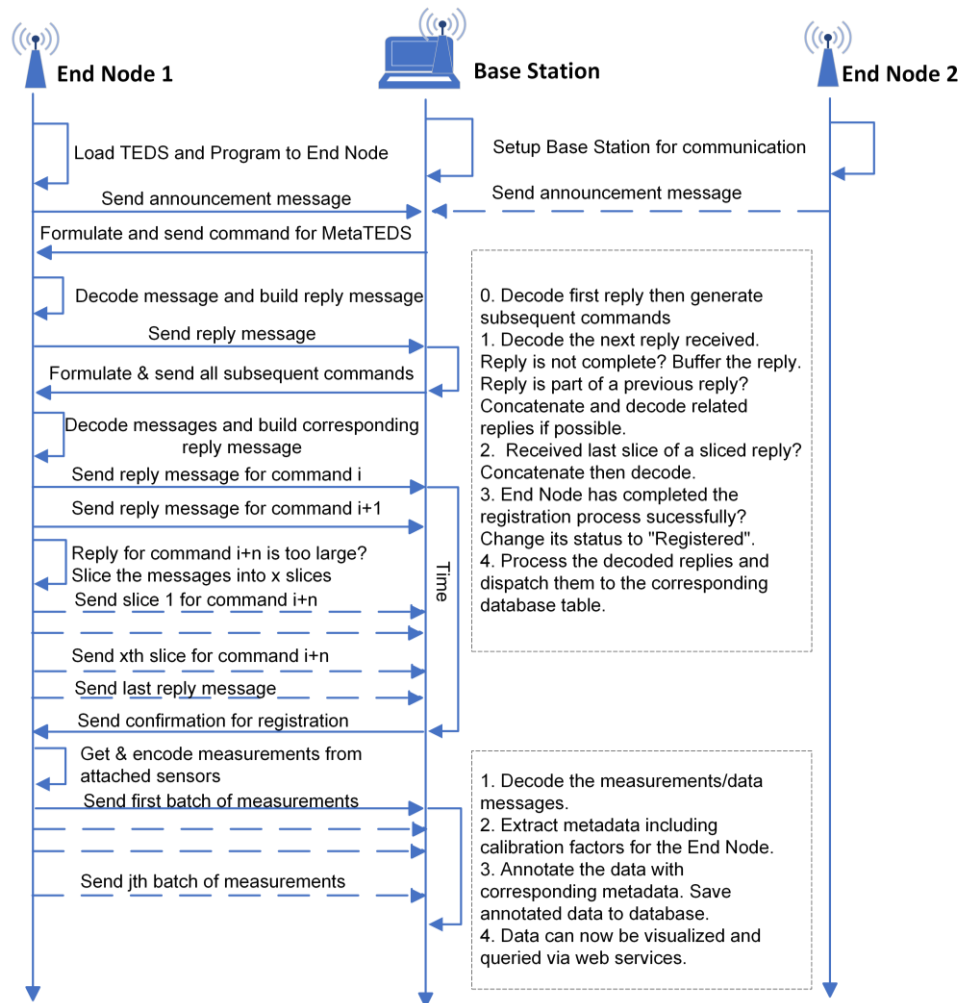 End Node 1
Base Station
End Node 2
Load TEDS and Program to End Node
Setup Base Station for communication
Send announcement message
Send announcement message
Formulate and send command for MetaTEDS
Decode message and build reply message
Send reply message
Formulate & send all subsequent commands
Decode messages and build corresponding
reply message
Send reply message for command i
Send reply message for command i+1
Reply for command i+n is too large?
Slice the messages into x slices
Send slice 1 for command i+n
Send xth slice for command i+n
Send last reply message
Send confirmation for registration
Time
0. Decode first reply then generate
subsequent commands
1. Decode the next reply received.
Reply is not complete? Buffer the reply.
Reply is part of a previous reply?
Concatenate and decode related
replies if possible.
2. Received last slice of a sliced reply?
Concatenate then decode.
3. End Node has completed the
registration process sucessfully?
Change its status to "Registered".
4. Process the decoded replies and
dispatch them to the corresponding
database table.
Get & encode measurements from
attached sensors
Send first batch of measurements
Send jth batch of measurements
1. Decode the measurements/data
messages.
2. Extract metadata including
calibration factors for the End Node.
3. Annotate the data with
corresponding metadata. Save
annotated data to database.
4. Data can now be visualized and
queried via web services.